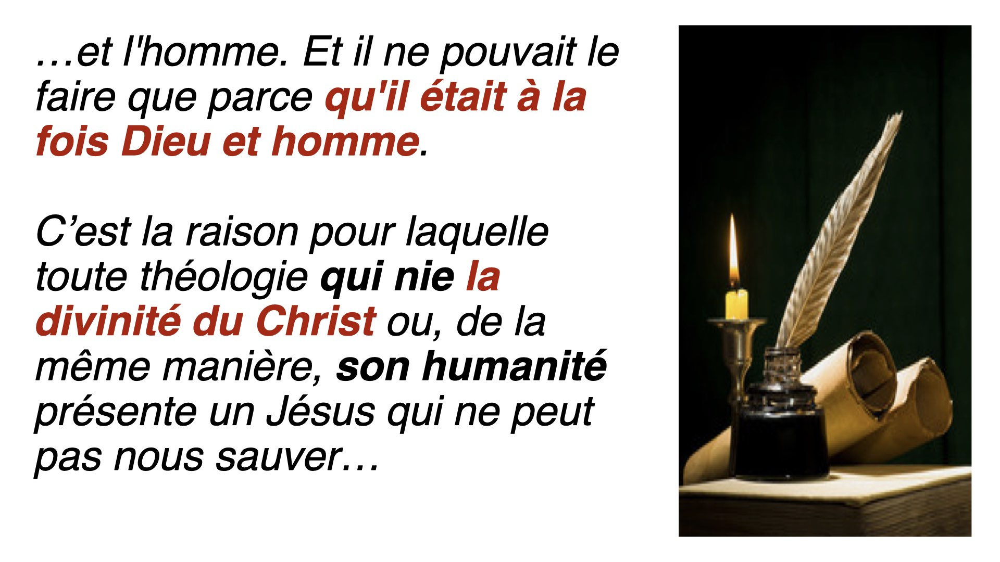 …et l'homme. Et il ne pouvait le
faire que parce qu'il était à la
fois Dieu et homme.
C’est la raison pour laquelle
toute théologie qui nie la
divinité du Christ ou, de la
même manière, son humanité
présente un Jésus qui ne peut
pas nous sauver…